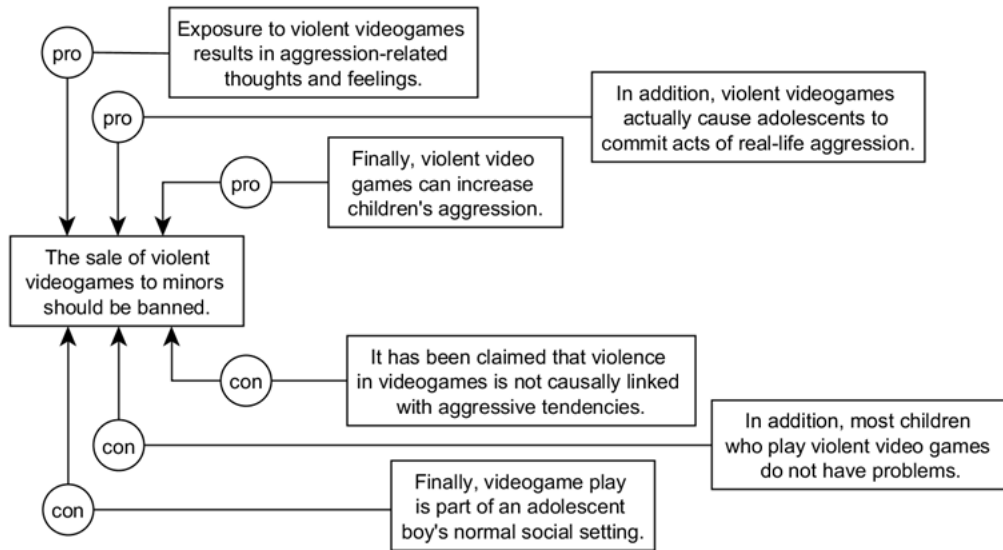 pro
Exposure to violent videogames
results in aggression-related
thoughts and feelings.
pro
In addition, violent videogames
actually cause adolescents to
commit acts of real-life aggression.
pro
Finally, violent video
games can increase
children's aggression.
The sale of violent
videogames to minors
should be banned.
con
It has been claimed that violence
in videogames is not causally linked
with aggressive tendencies.
con
In addition, most children
who play violent video games
do not have problems.
con
Finally, videogame play
is part of an adolescent
boy's normal social setting.